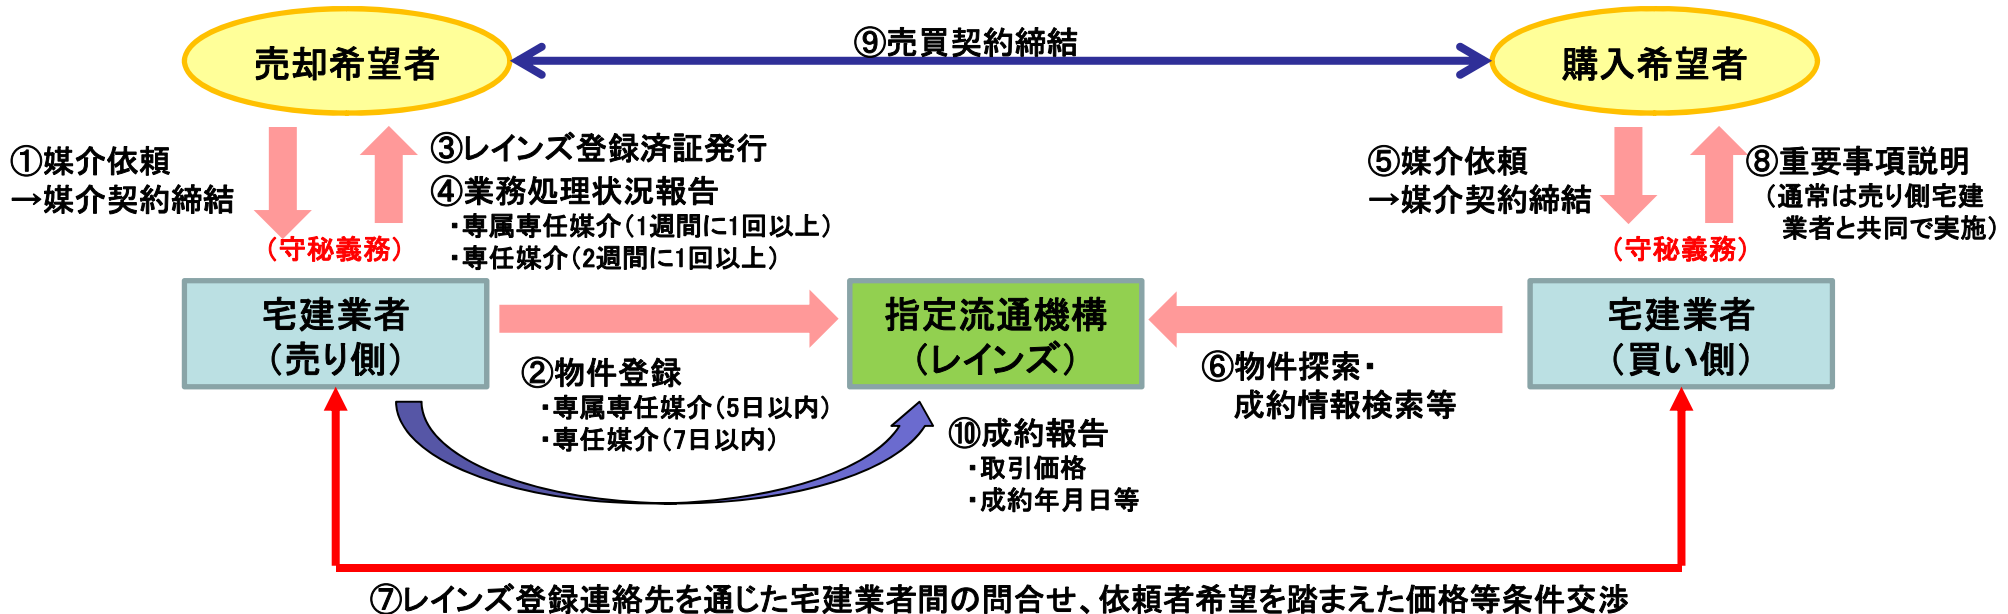 ⑨売買契約締結
売却希望者
購入希望者
①媒介依頼
→媒介契約締結
③レインズ登録済証発行
④業務処理状況報告
・専属専任媒介（1週間に1回以上）
・専任媒介（2週間に1回以上）
（守秘義務）
⑤媒介依頼
→媒介契約締結
⑧重要事項説明
（通常は売り側宅建
業者と共同で実施）
（守秘義務）
宅建業者
（売り側）
指定流通機構
（レインズ）
宅建業者
（買い側）
②物件登録
・専属専任媒介（5日以内）
・専任媒介（7日以内）
⑥物件探索・
成約情報検索等
⑩成約報告
・取引価格
・成約年月日等
⑦レインズ登録連絡先を通じた宅建業者間の問合せ、依頼者希望を踏まえた価格等条件交渉